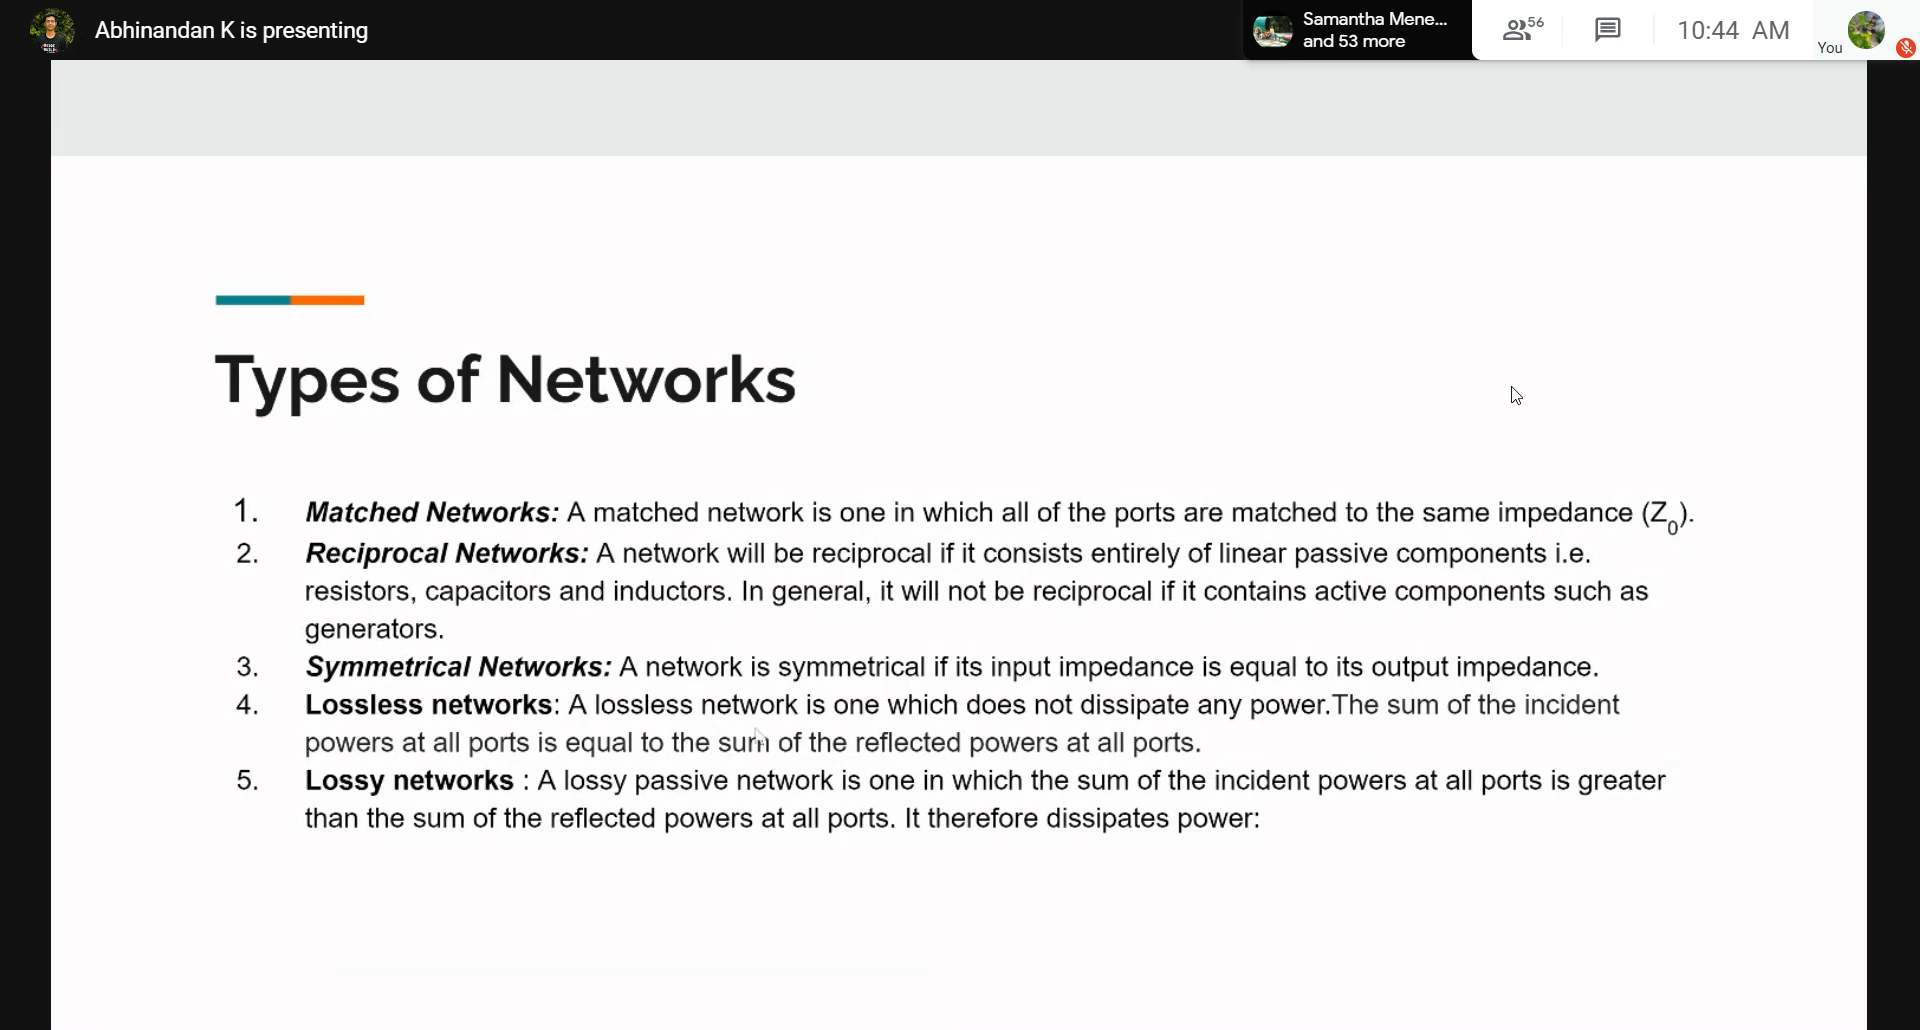 Abhinandan K is presenting
Samantha Mene...
and 53 more
56
10:44 AM
You
Types of Networks
1. Matched Networks: A matched network is one in which all of the ports are matched to the same impedance (Z0).
2. Reciprocal Networks: A network will be reciprocal if it consists entirely of linear passive components i.e.
resistors, capacitors and inductors. In general, it will not be reciprocal if it contains active components such as
generators.
3. Symmetrical Networks: A network is symmetrical if its input impedance is equal to its output impedance.
4. Lossless networks: A lossless network is one which does not dissipate any power.The sum of the incident
powers at all ports is equal to the sum of the reflected powers at all ports.
5. Lossy networks : A lossy passive network is one in which the sum of the incident powers at all ports is greater
than the sum of the reflected powers at all ports. It therefore dissipates power: